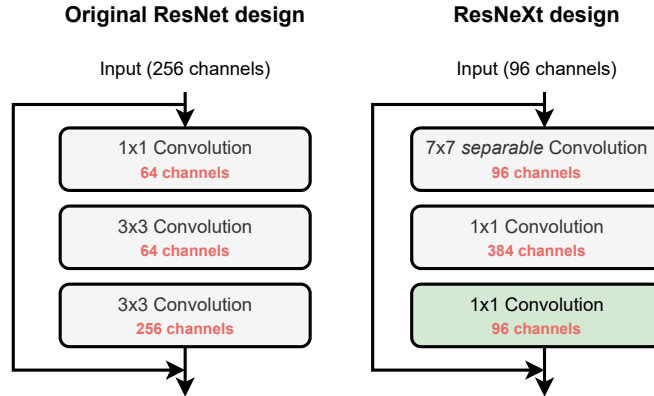 Original ResNet design
Input (256 channels)
1x1 Convolution
64 channels
3x3 Convolution
64 channels
3x3 Convolution
256 channels
ResNeXt design
Input (96 channels)
7x7 separable Convolution
96 channels
1x1 Convolution
384 channels
1x1 Convolution
96 channels